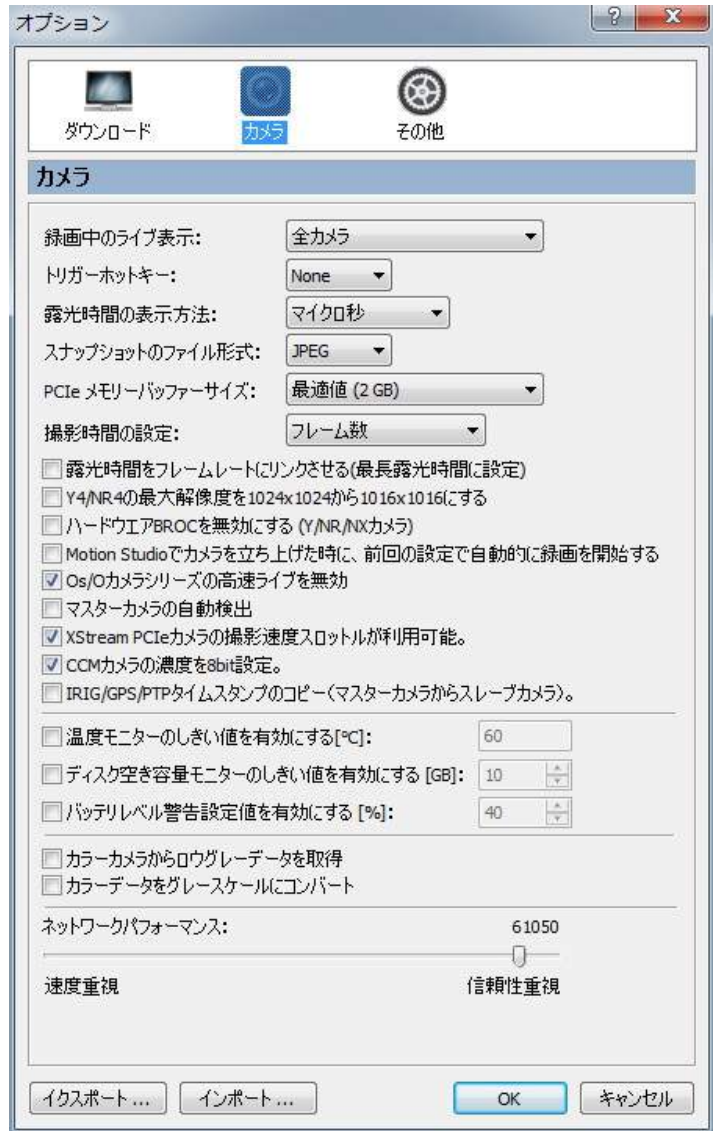 オプション
ダウンロード
カメラ
その他
カメラ
録画中のライブ表示: 全カメラ
トリガーホットキー: None
露光時間の表示方法: マイクロ秒
スナップショットのファイル形式: JPEG
PCIe メモリーバッファーサイズ: 最適値 (2 GB)
撮影時間の設定: フレーム数
露光時間をフレームレートにリンクさせる(最長露光時間に設定)
Y4/NR4の最大解像度を1024x1024から1016x1016にする
ハードウエアBROCを無効にする (Y/NR/NXカメラ)
Motion Studioでカメラを立ち上げた時に、前回の設定で自動的に録画を開始する
Os/Oカメラシリーズの高速ライブを無効
マスターカメラの自動検出
XStream PCIeカメラの撮影速度スロットルが利用可能。
CCMカメラの濃度を8bit設定。
IRIG/GPS/PTPタイムスタンプのコピー(マスターカメラからスレーブカメラ)。
温度モニターのしきい値を有効にする[℃]: 60
ディスク空き容量モニターのしきい値を有効にする [GB]: 10
バッテリレベル警告設定値を有効にする [%]: 40
カラーカメラからロウグレーデータを取得
カラーデータをグレースケールにコンバート
ネットワークパフォーマンス: 61050
速度重視 信頼性重視
イクスポート ... インポート ... OK キャンセル